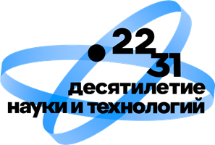 22
31
десятилетие
науки и технологий